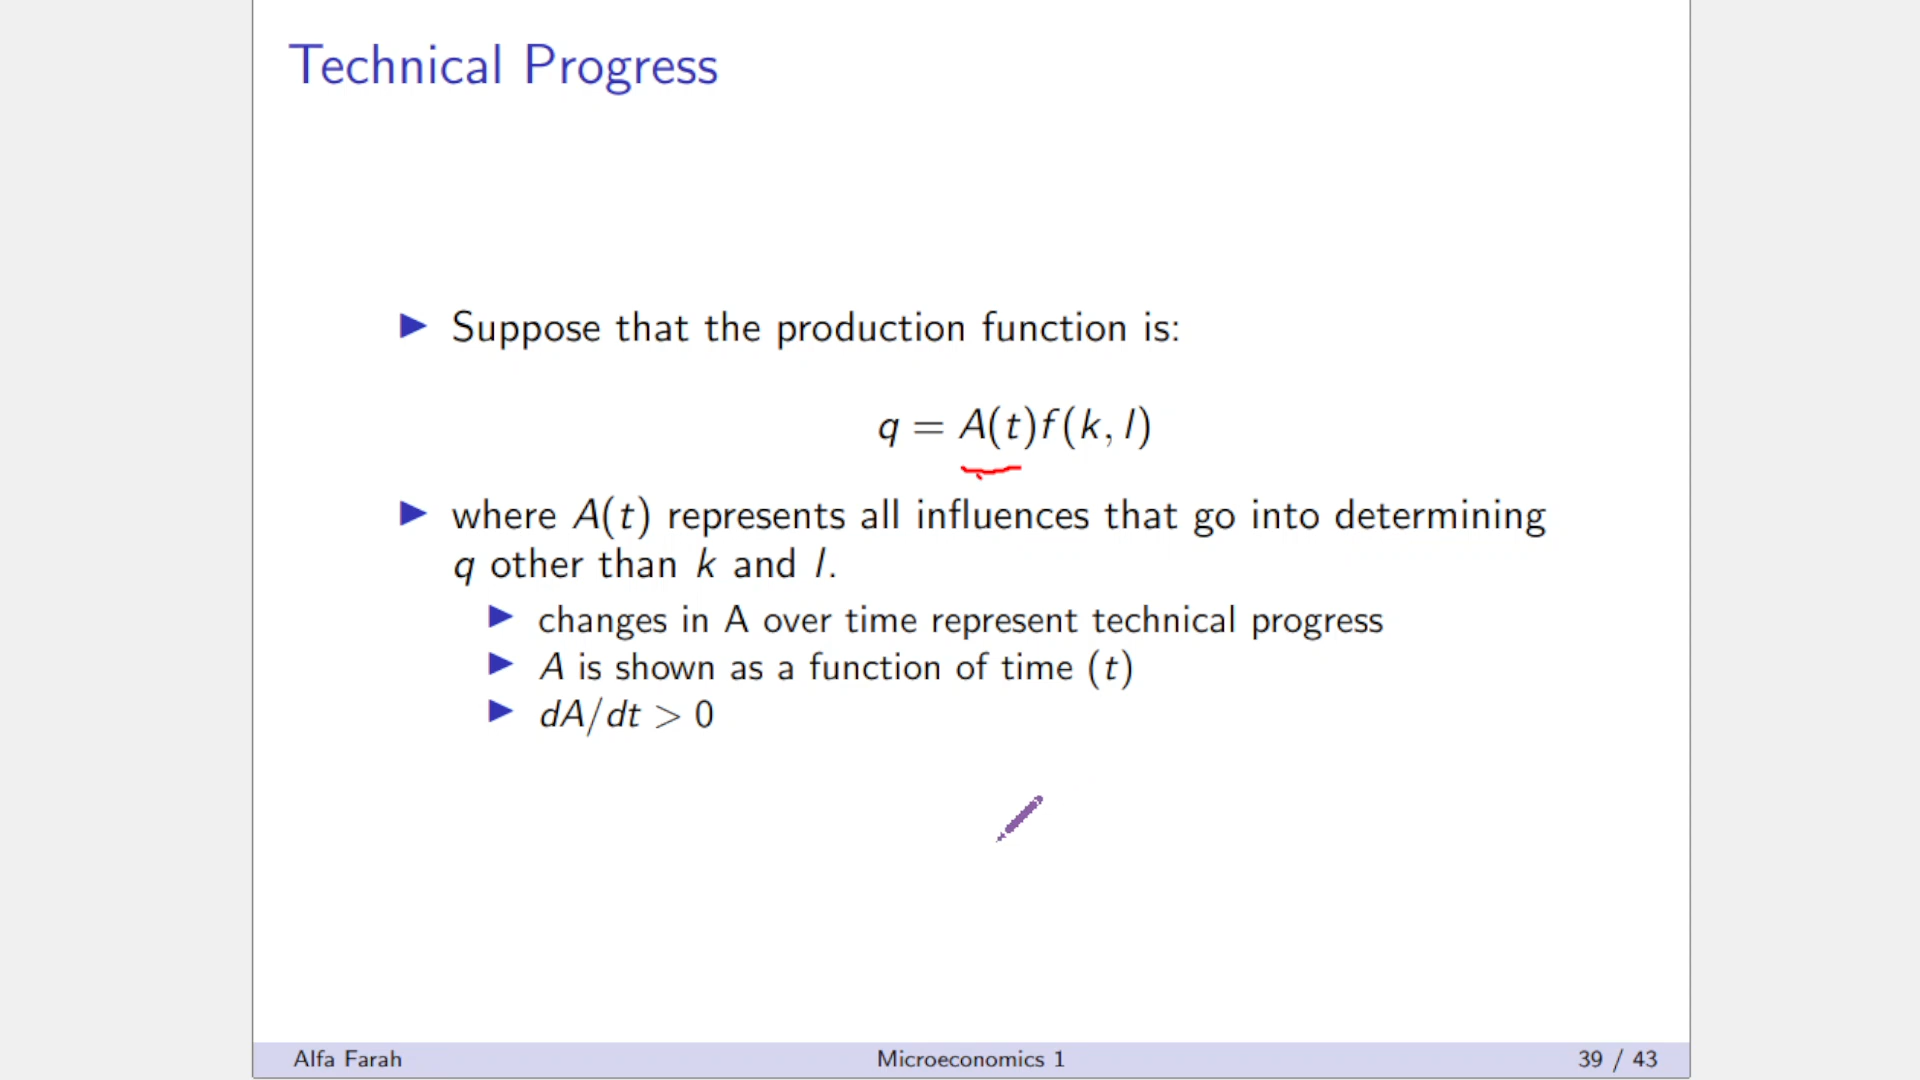 Technical Progress
▶ Suppose that the production function is:
q = A(t)f(k, l)
▶ where A(t) represents all influences that go into determining
q other than k and l.
▶ changes in A over time represent technical progress
▶ A is shown as a function of time (t)
▶ dA/dt > 0
Alfa Farah Microeconomics 1 39 / 43